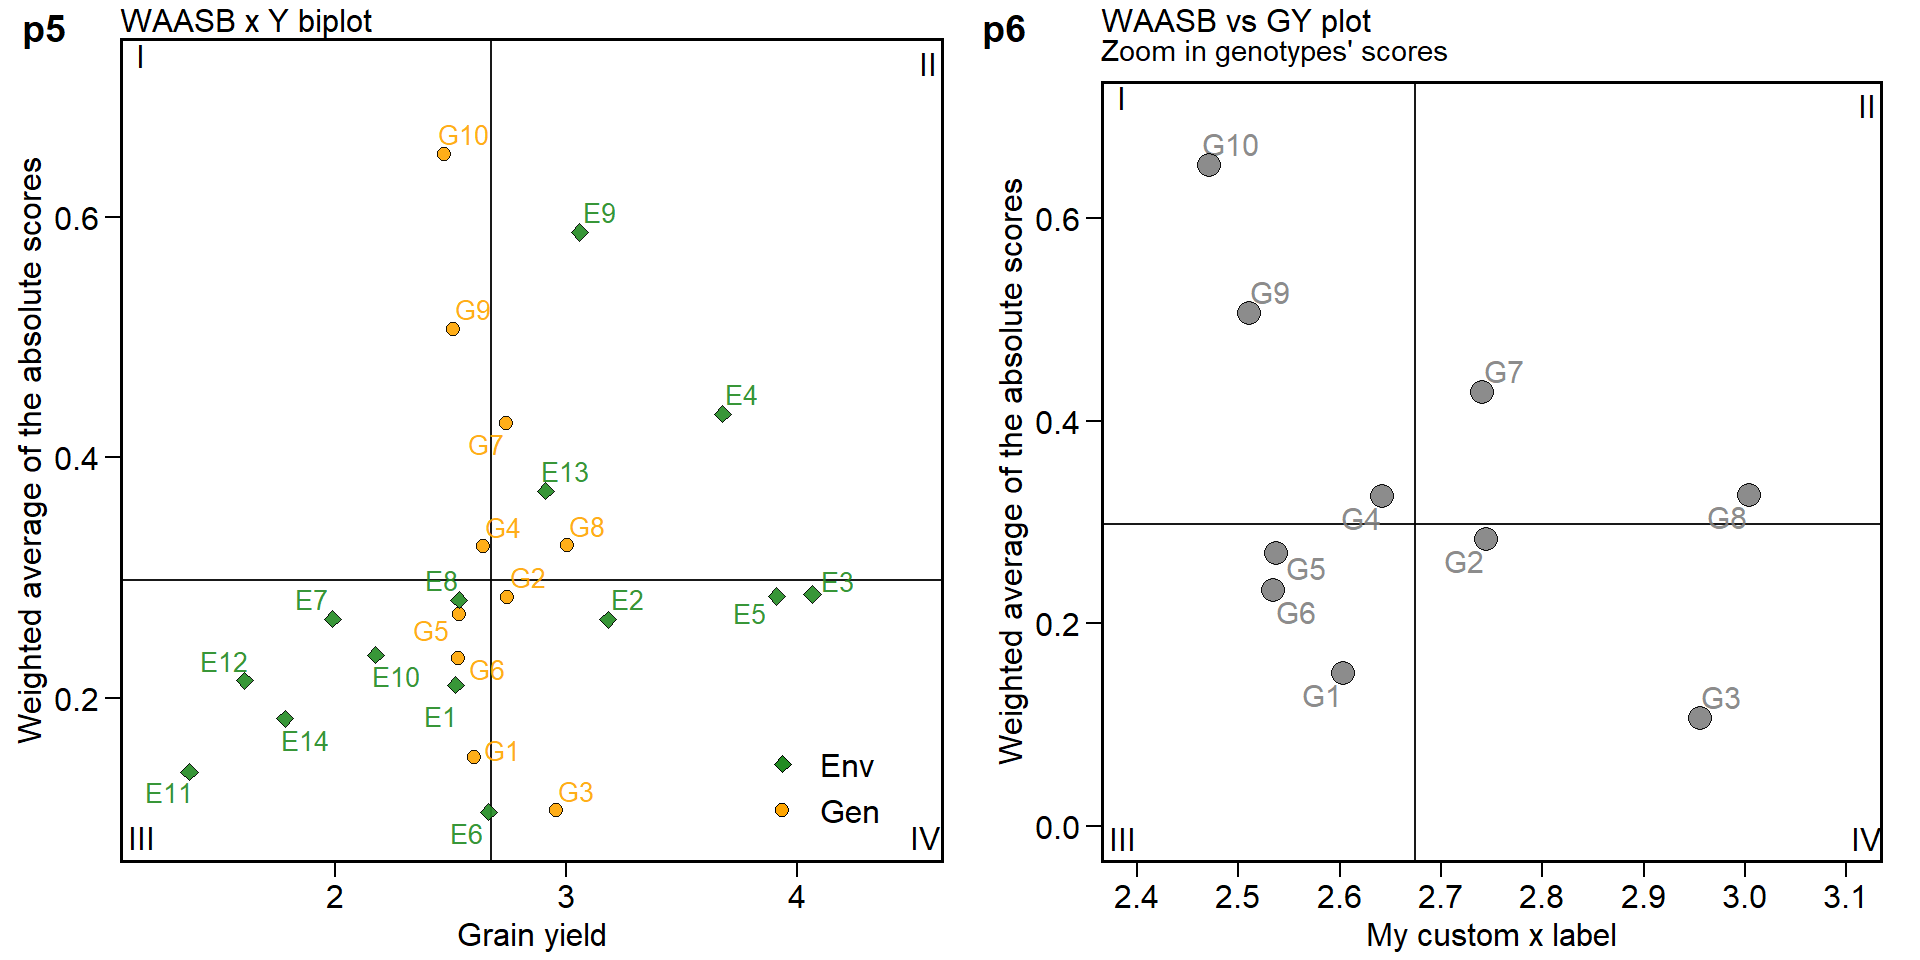 p5
WAASB x Y biplot
I
II
G10
E9
G9
E4
G7
E13
G4
G8
E8
G2
E3
E7
E2
E5
G5
E12
G6
E10
E1
E14
G1
E11
G3
E6
Env
Gen
III
IV
0.6
0.4
0.2
2
3
4
Weighted average of the absolute scores
Grain yield
p6
WAASB vs GY plot
Zoom in genotypes' scores
I
II
G10
G9
G7
G4
G8
G2
G5
G6
G1
G3
III
IV
0.6
0.4
0.2
0.0
2.4
2.5
2.6
2.7
2.8
2.9
3.0
3.1
Weighted average of the absolute scores
My custom x label